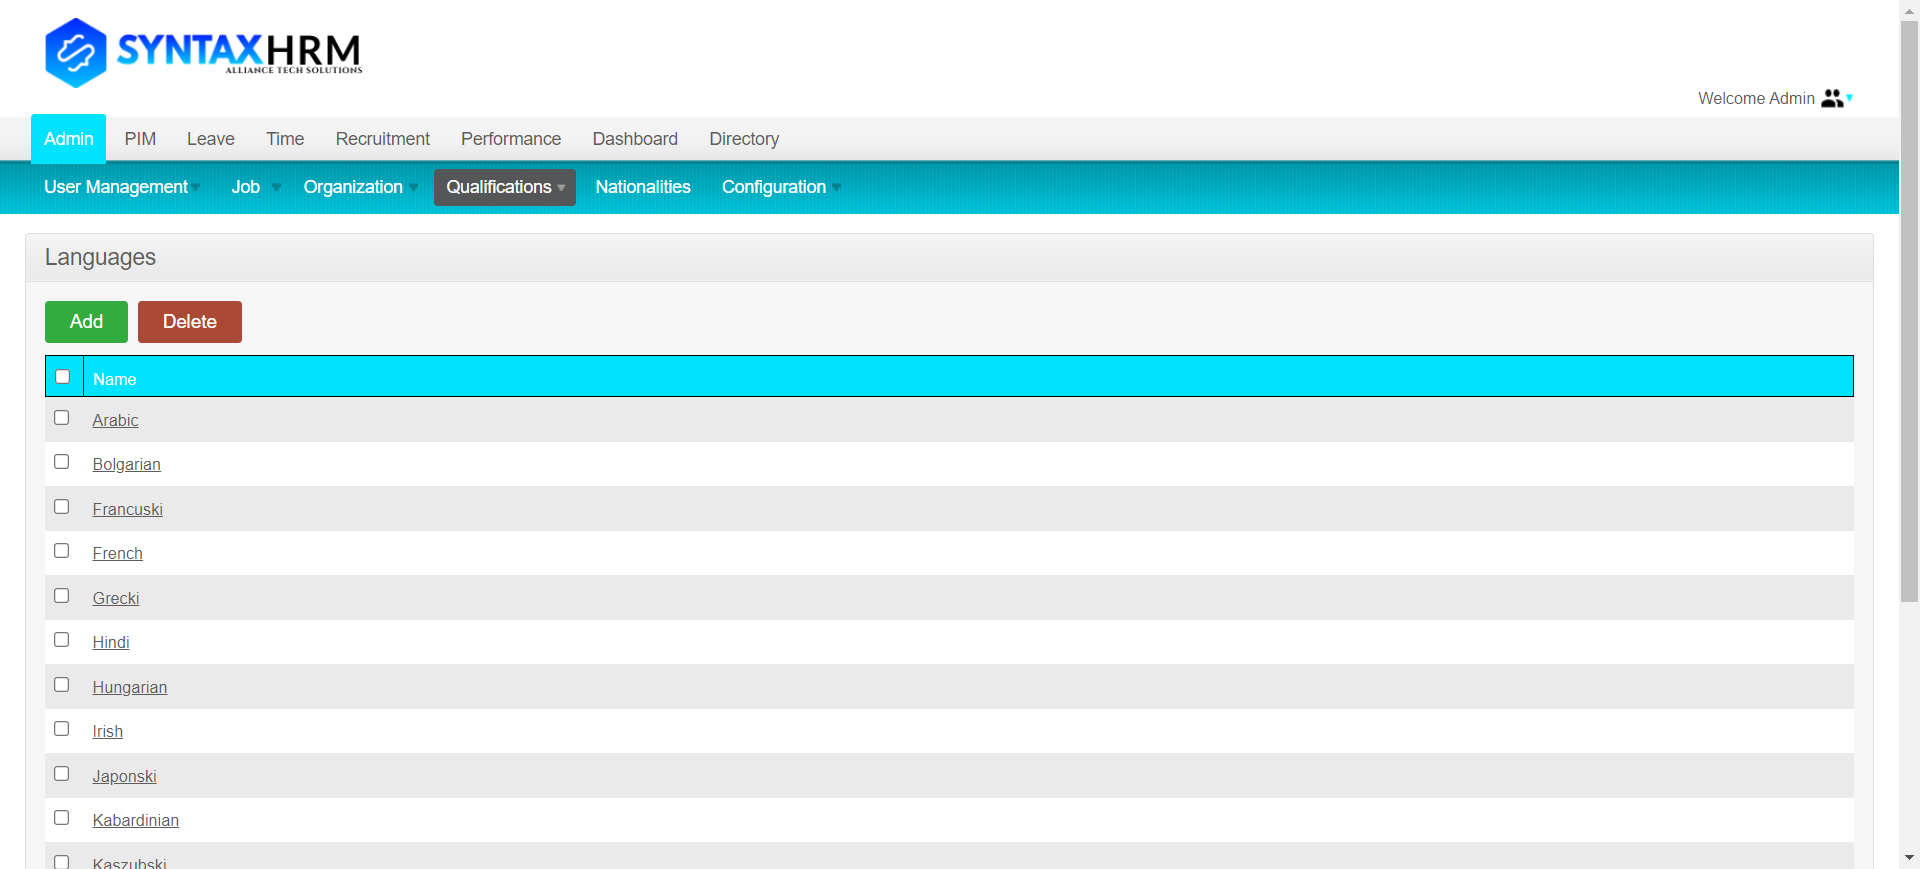 SYNTAXHRM
ALLIANCE TECH SOLUTIONS
Welcome Admin
Admin PIM Leave Time Recruitment Performance Dashboard Directory
User Management Job Organization Qualifications Nationalities Configuration
Languages
Add Delete
Name
Arabic
Bolgarian
Francuski
French
Grecki
Hindi
Hungarian
Irish
Japonski
Kabardinian
Kaszubski